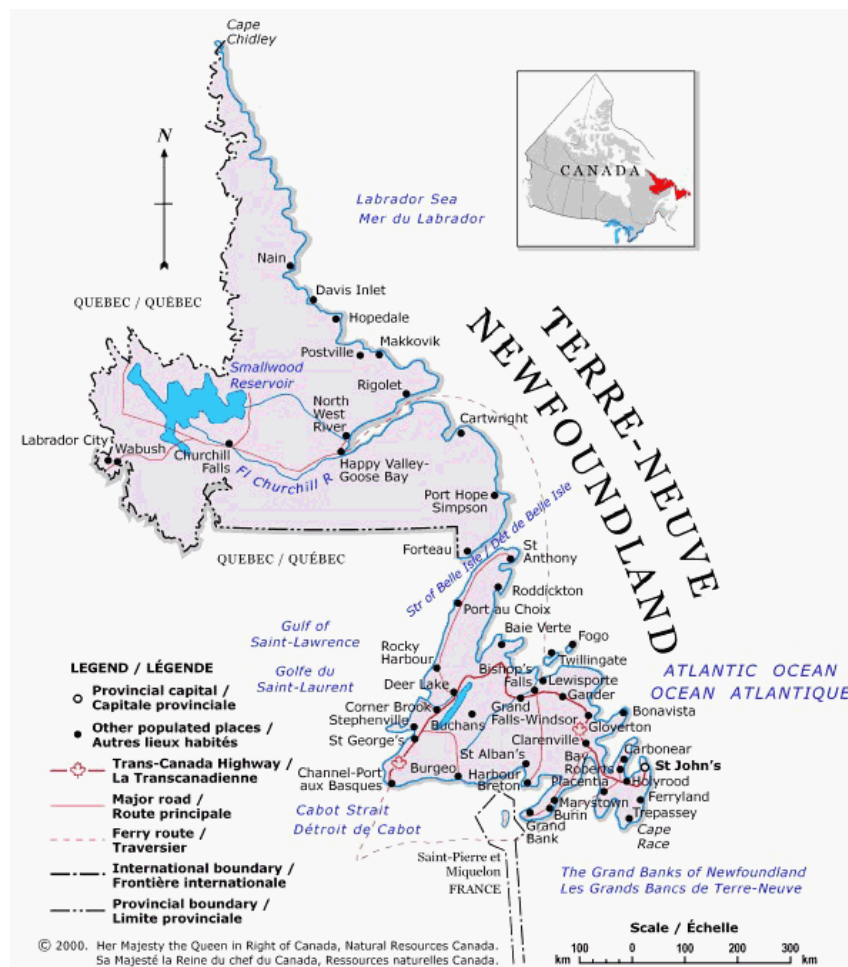 Cape
Chidley
N
CANADA
Labrador Sea
Mer du Labrador
Nain
QUEBEC / QUÉBEC
Davis Inlet
Hopedale
Makkovik
Postville
Smallwood
Reservoir
Rigolet
North
West
River
TERRE-NEUVE
NEWFOUNDLAND
Cartwright
Labrador City
Wabush
Churchill
Falls
Fl Churchill R
Happy Valley-
Goose Bay
Port Hope
Simpson
QUEBEC / QUÉBEC
Forteau
Str of Belle Isle / Dét de Belle Isle
St
Anthony
Roddickton
Port au Choix
Gulf of
Saint-Lawrence
Golfe du
Saint-Laurent
Baie Verte
Fogo
Twillingate
Rocky
Harbour
Bishop's
Falls
Lewisporte
Deer Lake
Gander
ATLANTIC OCEAN
OCEAN ATLANTIQUE
Corner Brook
Stephenville
Buchans
Grand
Falls-Windsor
Bonavista
Gloverton
St George's
Clarenville
St Alban's
Carbonear
Bay
Roberts
St John's
Channel-Port
aux Basques
Burgeo
Harbour
Breton
Placentia
Holyrood
Ferryland
Marystown
Burin
Trepassey
Grand
Bank
Cape
Race
Cabot Strait
Détroit de Cabot
Saint-Pierre et
Miquelon
FRANCE
The Grand Banks of Newfoundland
Les Grands Bancs de Terre-Neuve
LEGEND / LÉGENDE
Provincial capital /
Capitale provinciale
Other populated places /
Autres lieux habités
Trans-Canada Highway /
La Transcanadienne
Major road /
Route principale
Ferry route /
Traversier
International boundary /
Frontière internationale
Provincial boundary /
Limite provinciale
© 2000. Her Majesty the Queen in Right of Canada, Natural Resources Canada.
Sa Majesté la Reine du chef du Canada, Ressources naturelles Canada.
Scale / Échelle
km 100 0 100 200 300 km